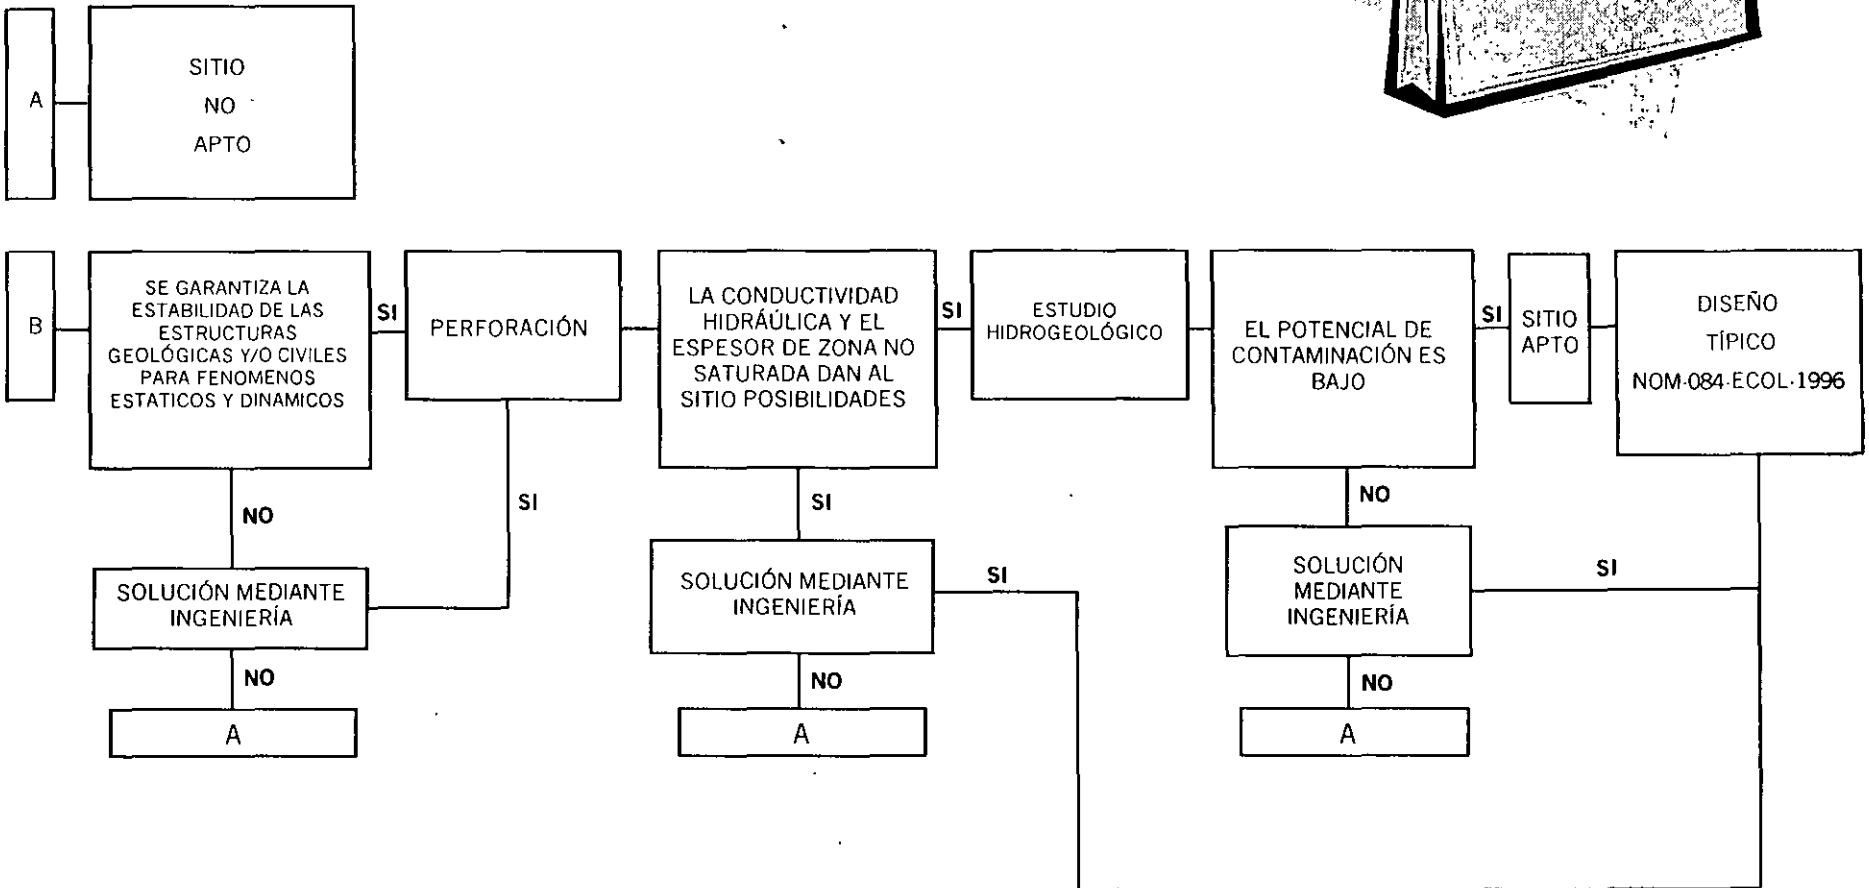 A
SITIO
NO
APTO
B
SE GARANTIZA LA
ESTABILIDAD DE LAS
ESTRUCTURAS
GEOLÓGICAS Y/O CIVILES
PARA FENOMENOS
ESTATICOS Y DINAMICOS
SI
PERFORACIÓN
LA CONDUCTIVIDAD
HIDRÁÚLICA Y EL
ESPESOR DE ZONA NO
SATURADA DAN AL
SITIO POSIBILIDADES
SI
ESTUDIO
HIDROGEOLÓGICO
EL POTENCIAL DE
CONTAMINACIÓN ES
BAJO
SI
SITIO
APTO
DISEÑO
TÍPICO
NOM-084-ECOL-1996
NO
SI
SI
NO
SOLUCIÓN MEDIANTE
INGENIERÍA
SOLUCIÓN MEDIANTE
INGENIERÍA
SI
SOLUCIÓN
MEDIANTE
INGENIERÍA
SI
NO
NO
NO
A
A
A